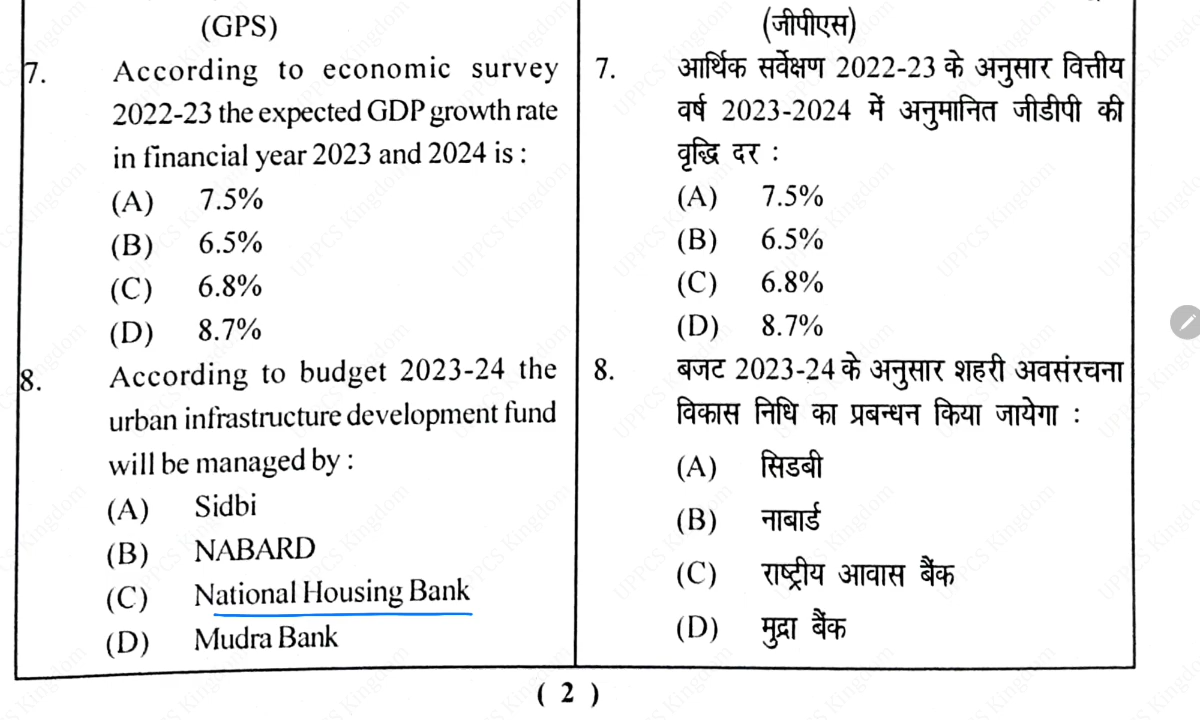 (GPS)
7. According to economic survey
2022-23 the expected GDP growth rate
in financial year 2023 and 2024 is :
(A) 7.5%
(B) 6.5%
(C) 6.8%
(D) 8.7%
8. According to budget 2023-24 the
urban infrastructure development fund
will be managed by :
(A) Sidbi
(B) NABARD
(C) National Housing Bank
(D) Mudra Bank
(जीपीएस)
7. आर्थिक सर्वेक्षण 2022-23 के अनुसार वित्तीय
वर्ष 2023-2024 में अनुमानित जीडीपी की
वृद्धि दर :
(A) 7.5%
(B) 6.5%
(C) 6.8%
(D) 8.7%
8. बजट 2023-24 के अनुसार शहरी अवसंरचना
विकास निधि का प्रबन्धन किया जायेगा :
(A) सिडबी
(B) नाबार्ड
(C) राष्ट्रीय आवास बैंक
(D) मुद्रा बैंक
( 2 )
UPPCS Kingdom